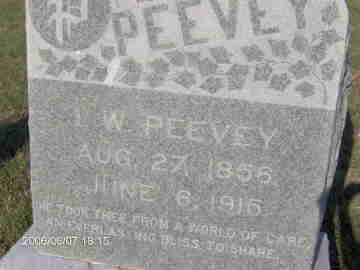 P
PEEVEY
I. W. PEEVEY
AUG. 27, 1856
JUNE 6, 1915
HE TOOK THEE FROM A WORLD OF CARE
AN EVERLASTING BLISS TO SHARE.
2006/06/07 18:15